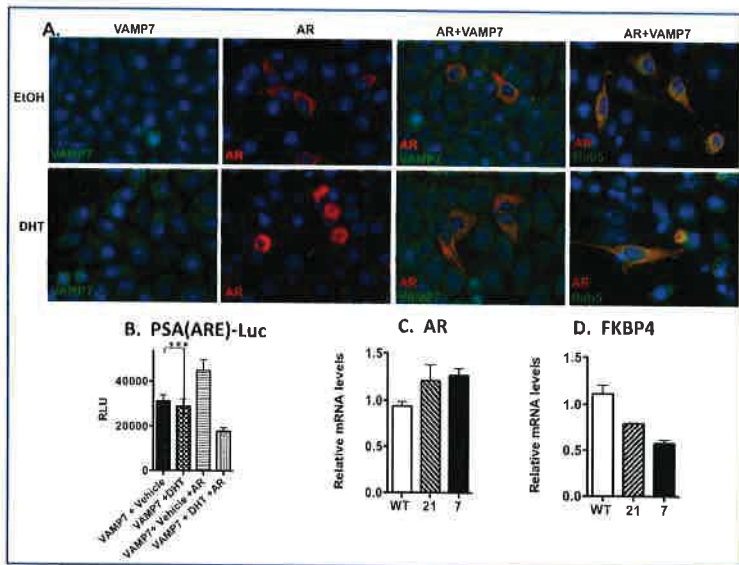 A.
VAMP7 AR AR+VAMP7 AR+VAMP7
EtOH
VAMP7 AR AR AR
VAMP7 Rab5
DHT
VAMP7 AR AR AR
VAMP7 Rab5
B. PSA(ARE)-Luc
***
RLU
40000
20000
0
VAMP7 + Vehicle
VAMP7 +DHT
VAMP7+ Vehicle +AR
VAMP7 + DHT +AR
C. AR
Relative mRNA levels
1.5
1.0
0.5
0.0
WT 21 7
D. FKBP4
Relative mRNA levels
1.5
1.0
0.5
0.0
WT 21 7